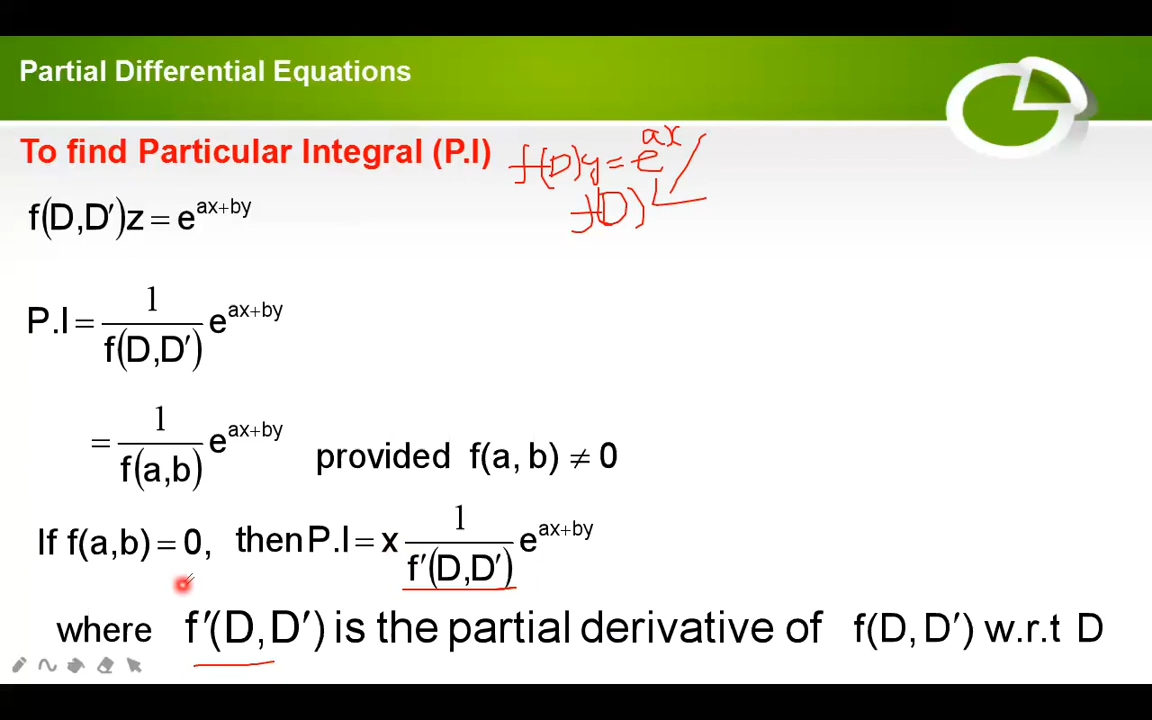 Partial Differential Equations
To find Particular Integral (P.I)
f(D)y = e^ax
f(D)
f(D,D′)z = e^ax+by
P.I = 1/f(D,D′) e^ax+by
= 1/f(a,b) e^ax+by provided f(a, b) ≠ 0
If f(a,b) = 0, then P.I = x 1/f′(D,D′) e^ax+by
where f′(D, D′) is the partial derivative of f(D, D′) w.r.t D